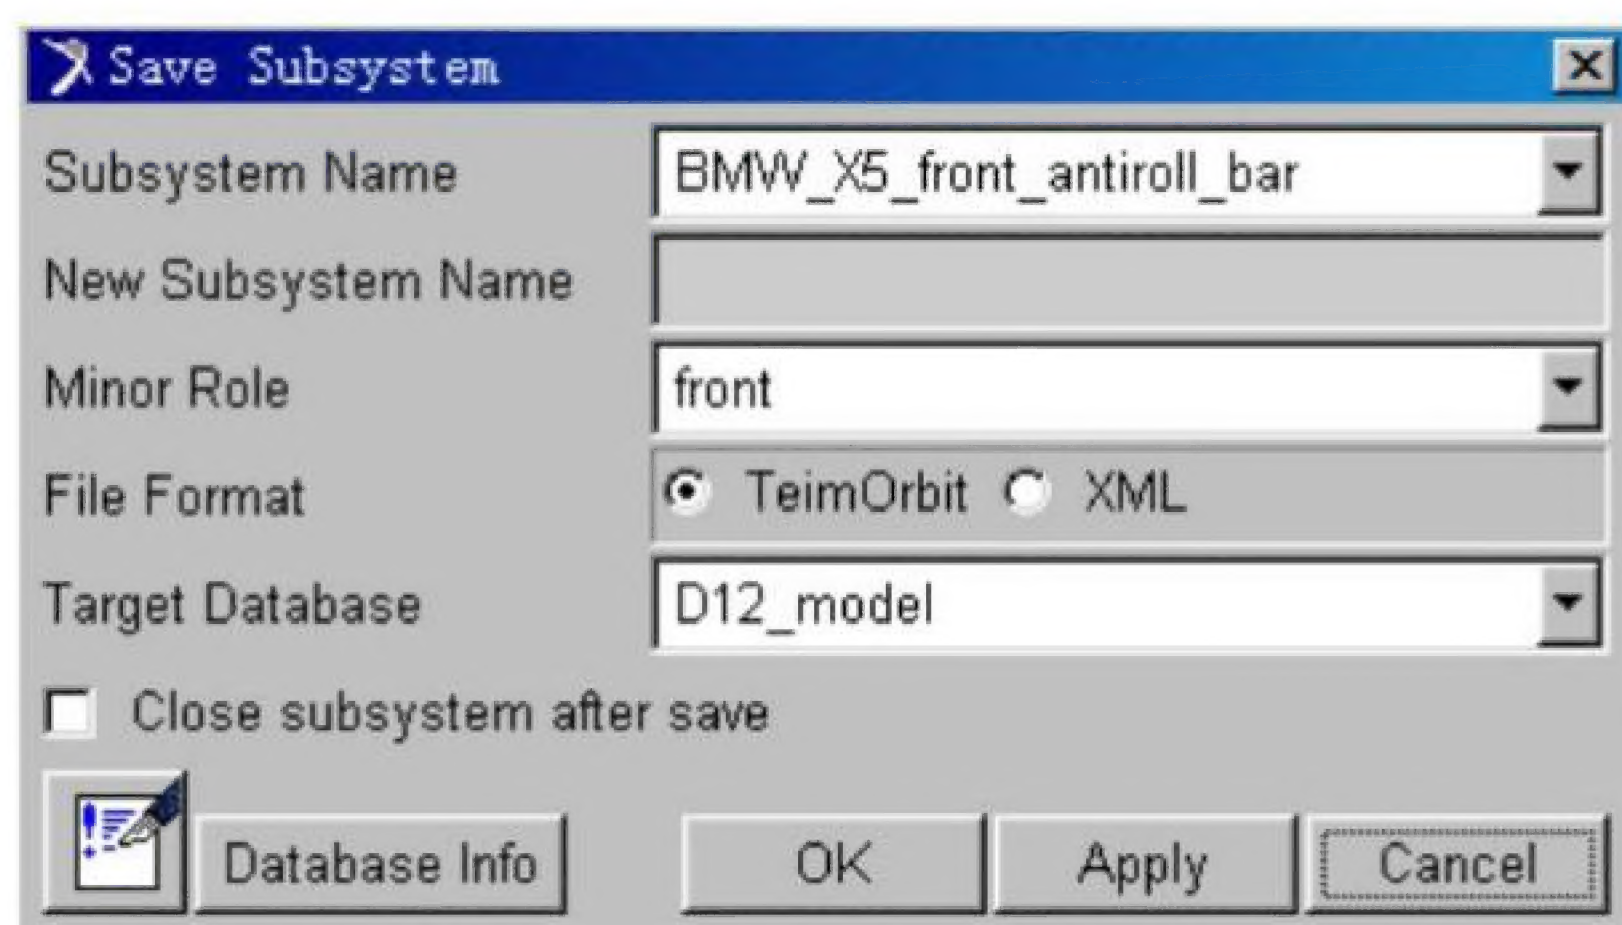 Save Subsystem
Subsystem Name BMW_X5_front_antiroll_bar
New Subsystem Name
Minor Role front
File Format TeimOrbit XML
Target Database D12_model
Close subsystem after save
Database Info OK Apply Cancel